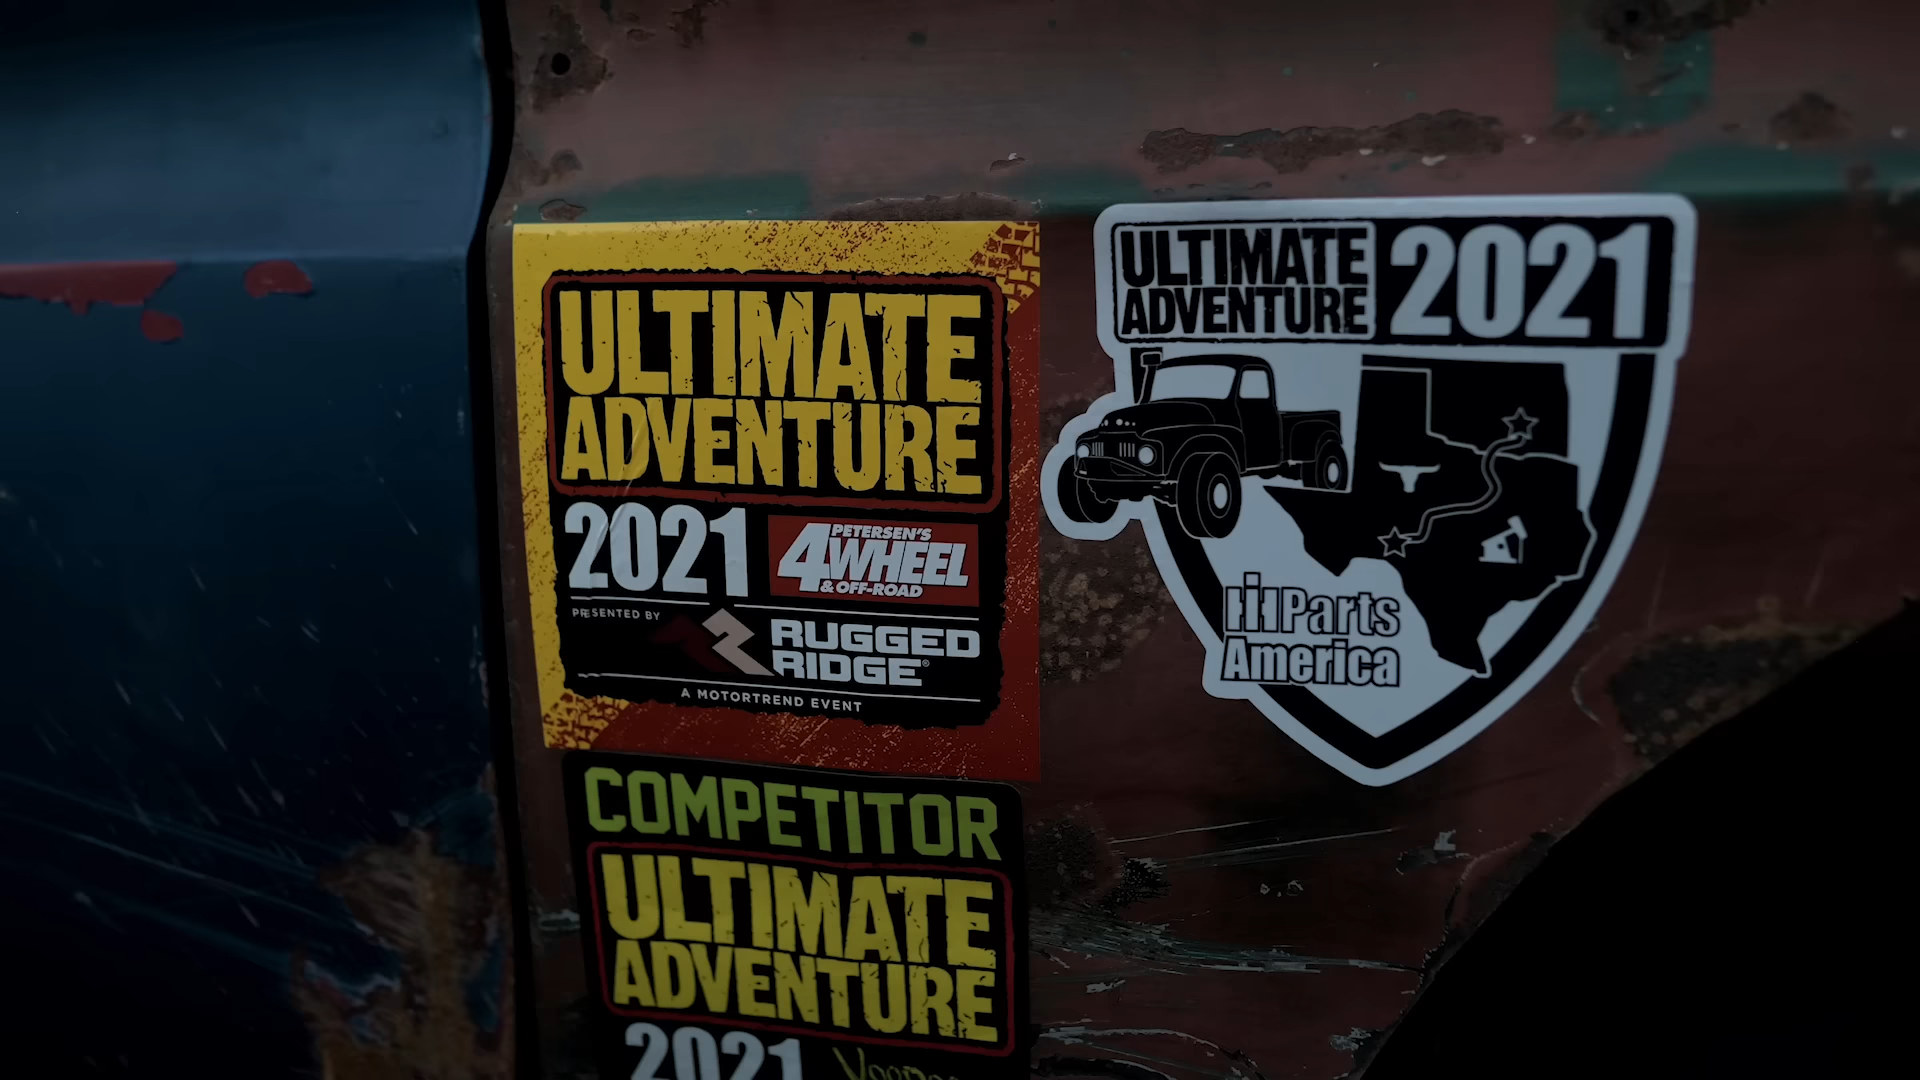 ULTIMATE
ADVENTURE
2021
PETERSEN'S
4WHEEL
& OFF-ROAD
PRESENTED BY
RUGGED
RIDGE®
A MOTORTREND EVENT
COMPETITOR
ULTIMATE
ADVENTURE
2021
ULTIMATE
ADVENTURE
2021
IHParts
America